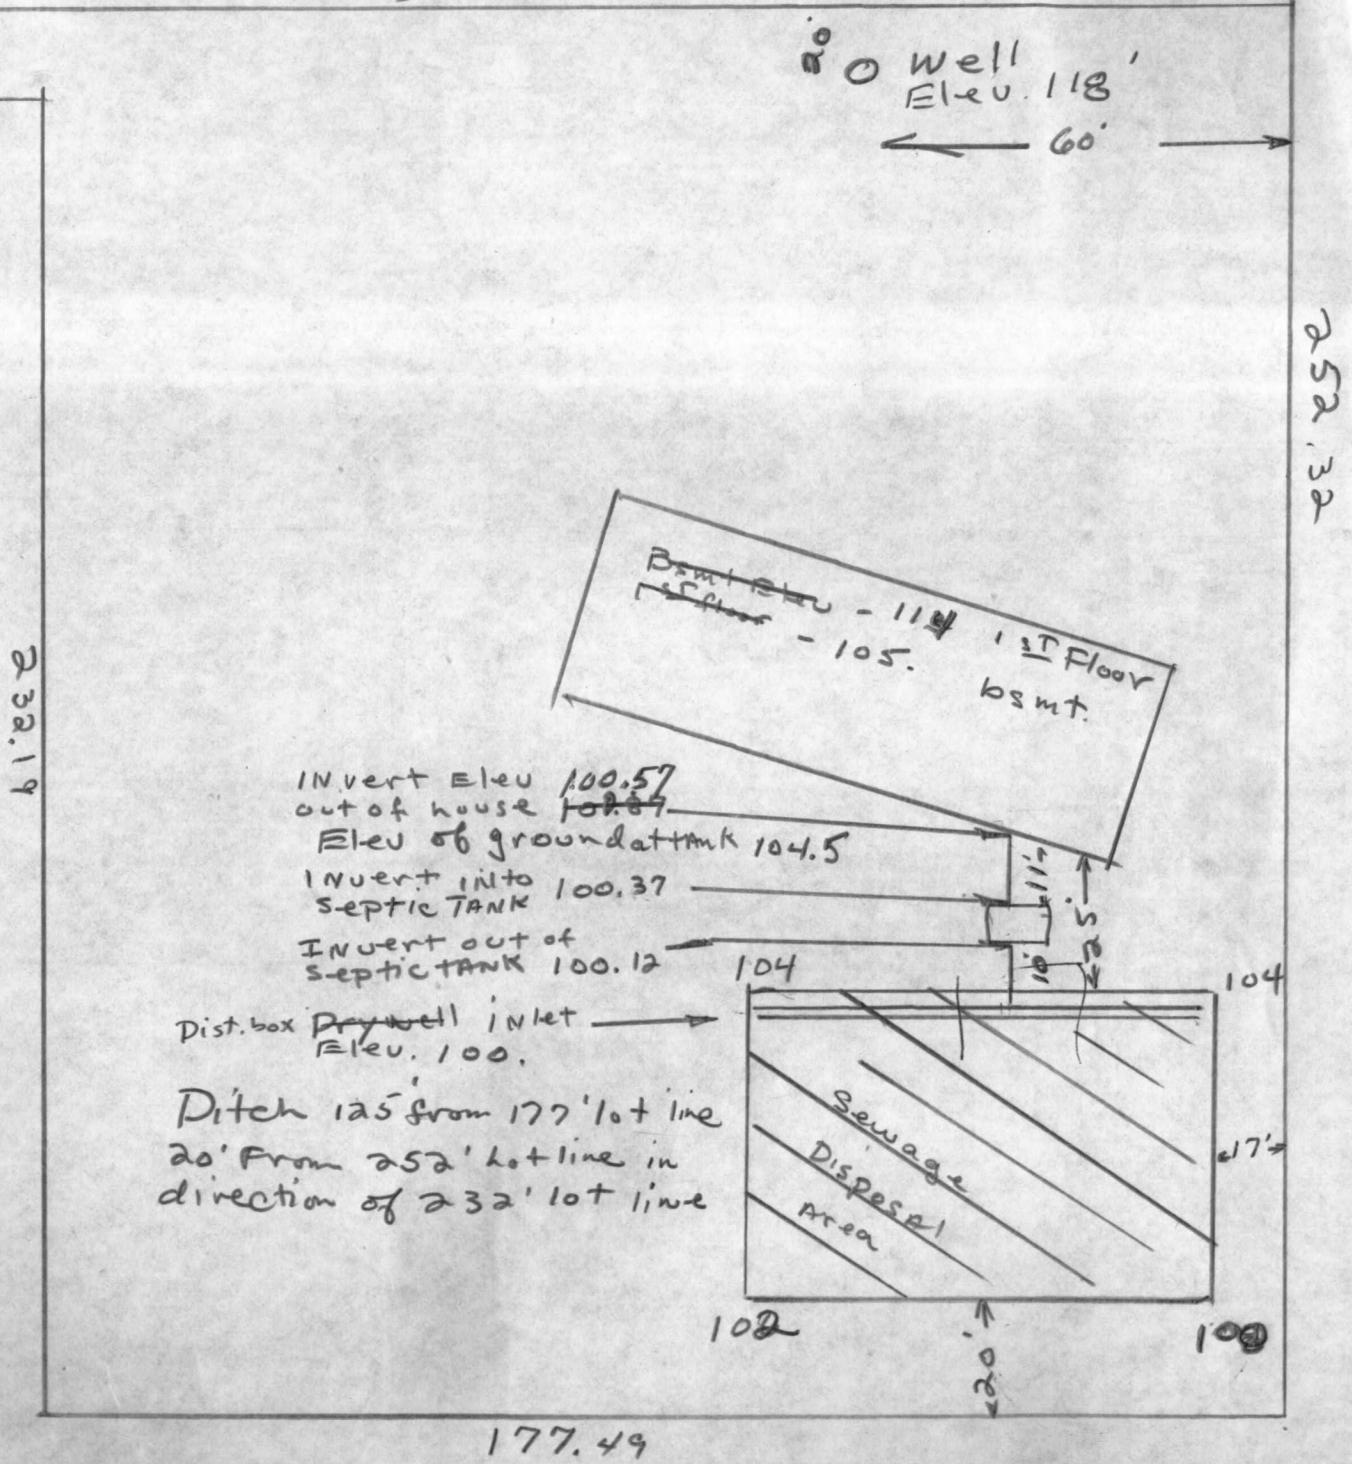 20'
Well
Elev. 118'
60'
252.32
232.19
Bsmt Elev - 114 1ST Floor
1ST floor - 105. bsmt.
INvert Elev 100.57
out of house
Elev of ground at tANK 104.5
INvert INto
septic TANK 100.37
INvert out of
septic TANK 100.12
11'
25'
10'
104
104
Dist. box Drywell iNlet
Elev. 100.
Ditch 125' from 177' lot line
20' From 252' Lot line in
direction of 232' lot line
Sewage
Disposal
Area
17'
102
20'
177.49